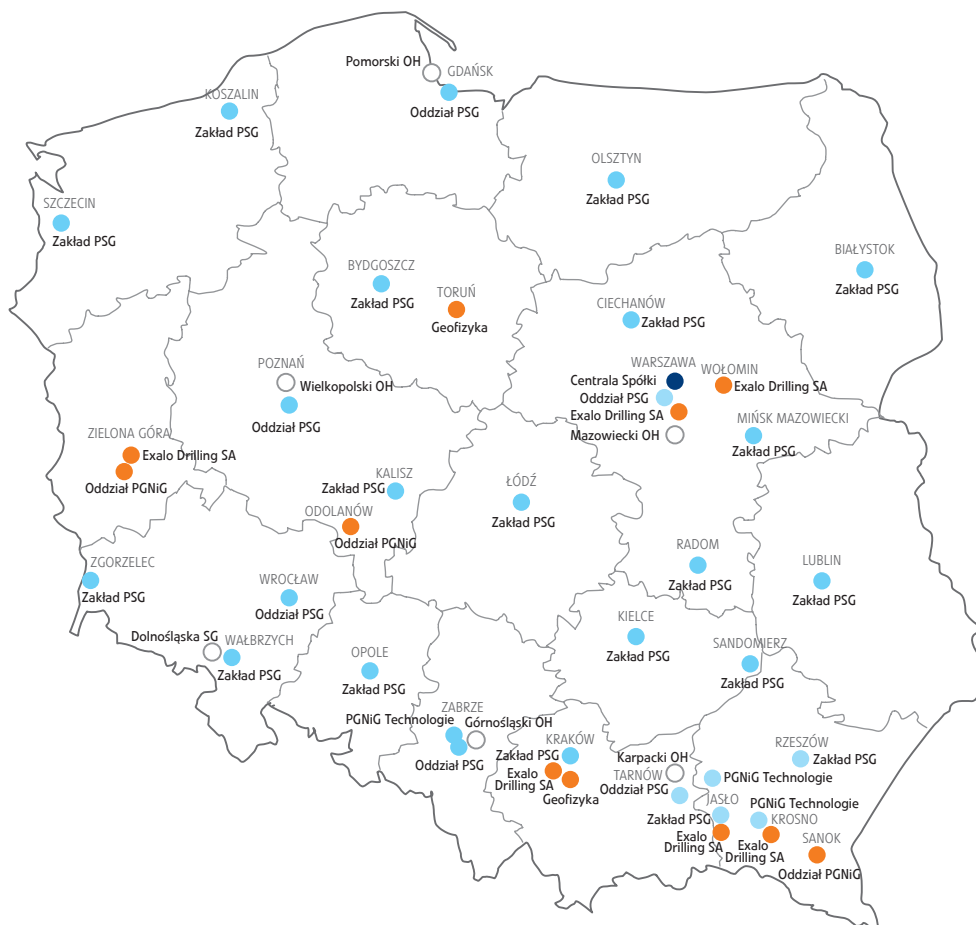 Pomorski OH
GDAŃSK
Oddział PSG
KOSZALIN
Zakład PSG
OLSZTYN
Zakład PSG
SZCZECIN
Zakład PSG
BIAŁYSTOK
Zakład PSG
BYDGOSZCZ
Zakład PSG
TORUŃ
Geofizyka
CIECHANÓW
Zakład PSG
POZNAŃ
Wielkopolski OH
Oddział PSG
WARSZAWA
Centrala Spółki
Oddział PSG
Exalo Drilling SA
Mazowiecki OH
WOŁOMIN
Exalo Drilling SA
MIŃSK MAZOWIECKI
Zakład PSG
ZIELONA GÓRA
Exalo Drilling SA
Oddział PGNiG
KALISZ
Zakład PSG
ODOLANÓW
Oddział PGNiG
ŁÓDŹ
Zakład PSG
RADOM
Zakład PSG
LUBLIN
Zakład PSG
ZGORZELEC
Zakład PSG
WROCŁAW
Oddział PSG
Dolnośląska SG
WAŁBRZYCH
Zakład PSG
OPOLE
Zakład PSG
KIELCE
Zakład PSG
SANDOMIERZ
Zakład PSG
ZABRZE
PGNiG Technologie
Górnośląski OH
Oddział PSG
KRAKÓW
Zakład PSG
Exalo
Drilling SA
Geofizyka
Karpacki OH
TARNÓW
Oddział PSG
RZESZÓW
Zakład PSG
PGNiG Technologie
JASŁO
Zakład PSG
Exalo
Drilling SA
PGNiG Technologie
KROSNO
Exalo
Drilling SA
SANOK
Oddział PGNiG